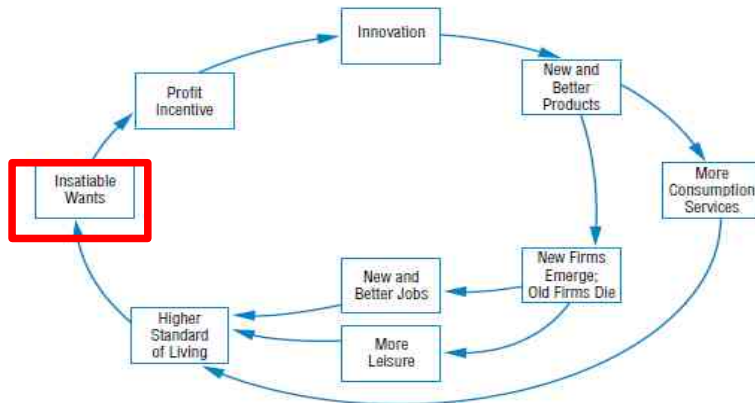 Innovation
Profit
Incentive
New and
Better
Products
Insatiable
Wants
More
Consumption
Services
New Firms
Emerge;
Old Firms Die
New and
Better Jobs
Higher
Standard
of Living
More
Leisure